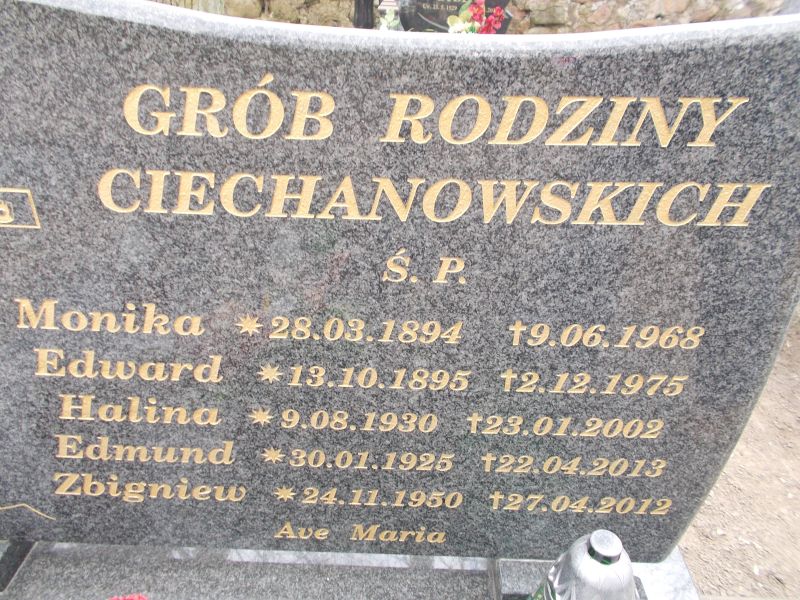 GRÓB RODZINY
CIECHANOWSKICH
Ś. P.
Monika ✷28.03.1894 †9.06.1968
Edward ✷13.10.1895 †2.12.1975
Halina ✷9.08.1930 †23.01.2002
Edmund ✷30.01.1925 †22.04.2013
Zbigniew ✷24.11.1950 †27.04.2012
Ave Maria